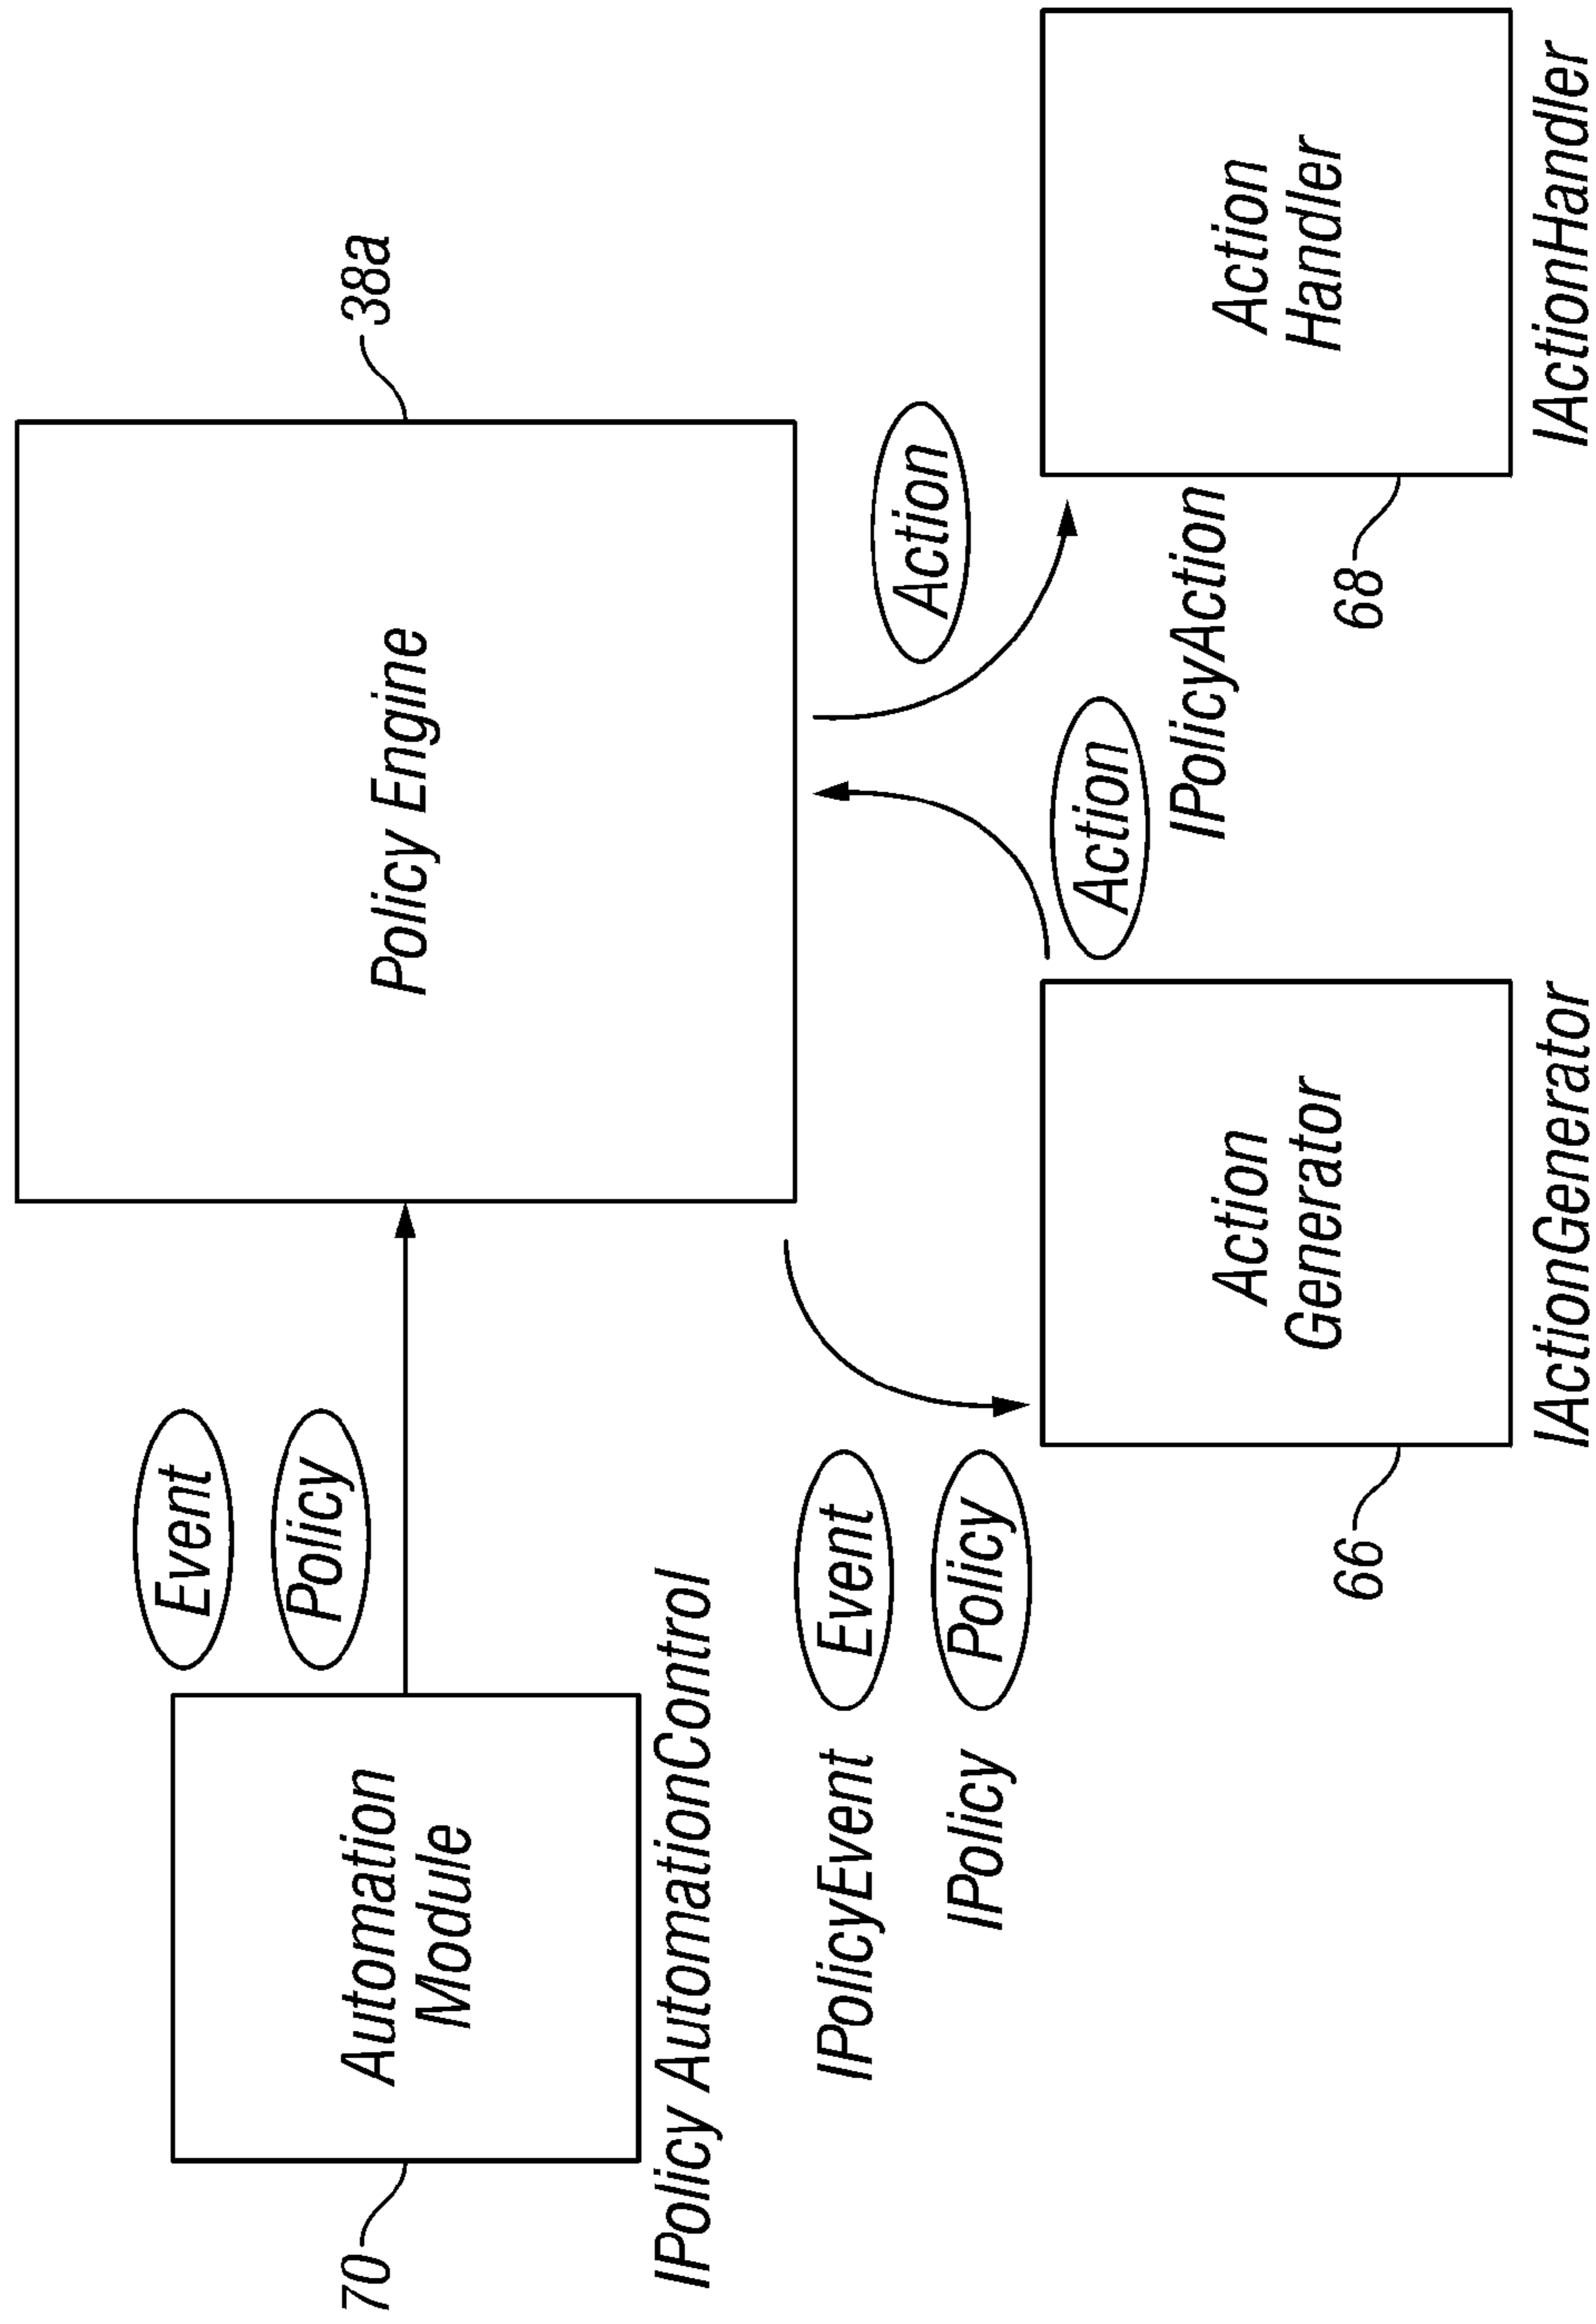 Event
Policy
70
Automation
Module
IPolicy AutomationControl
Policy Engine
38a
IPolicyEvent
Event
IPolicy
Policy
Action
Action
IPolicyAction
66
Action
Generator
IActionGenerator
68
Action
Handler
IActionHandler